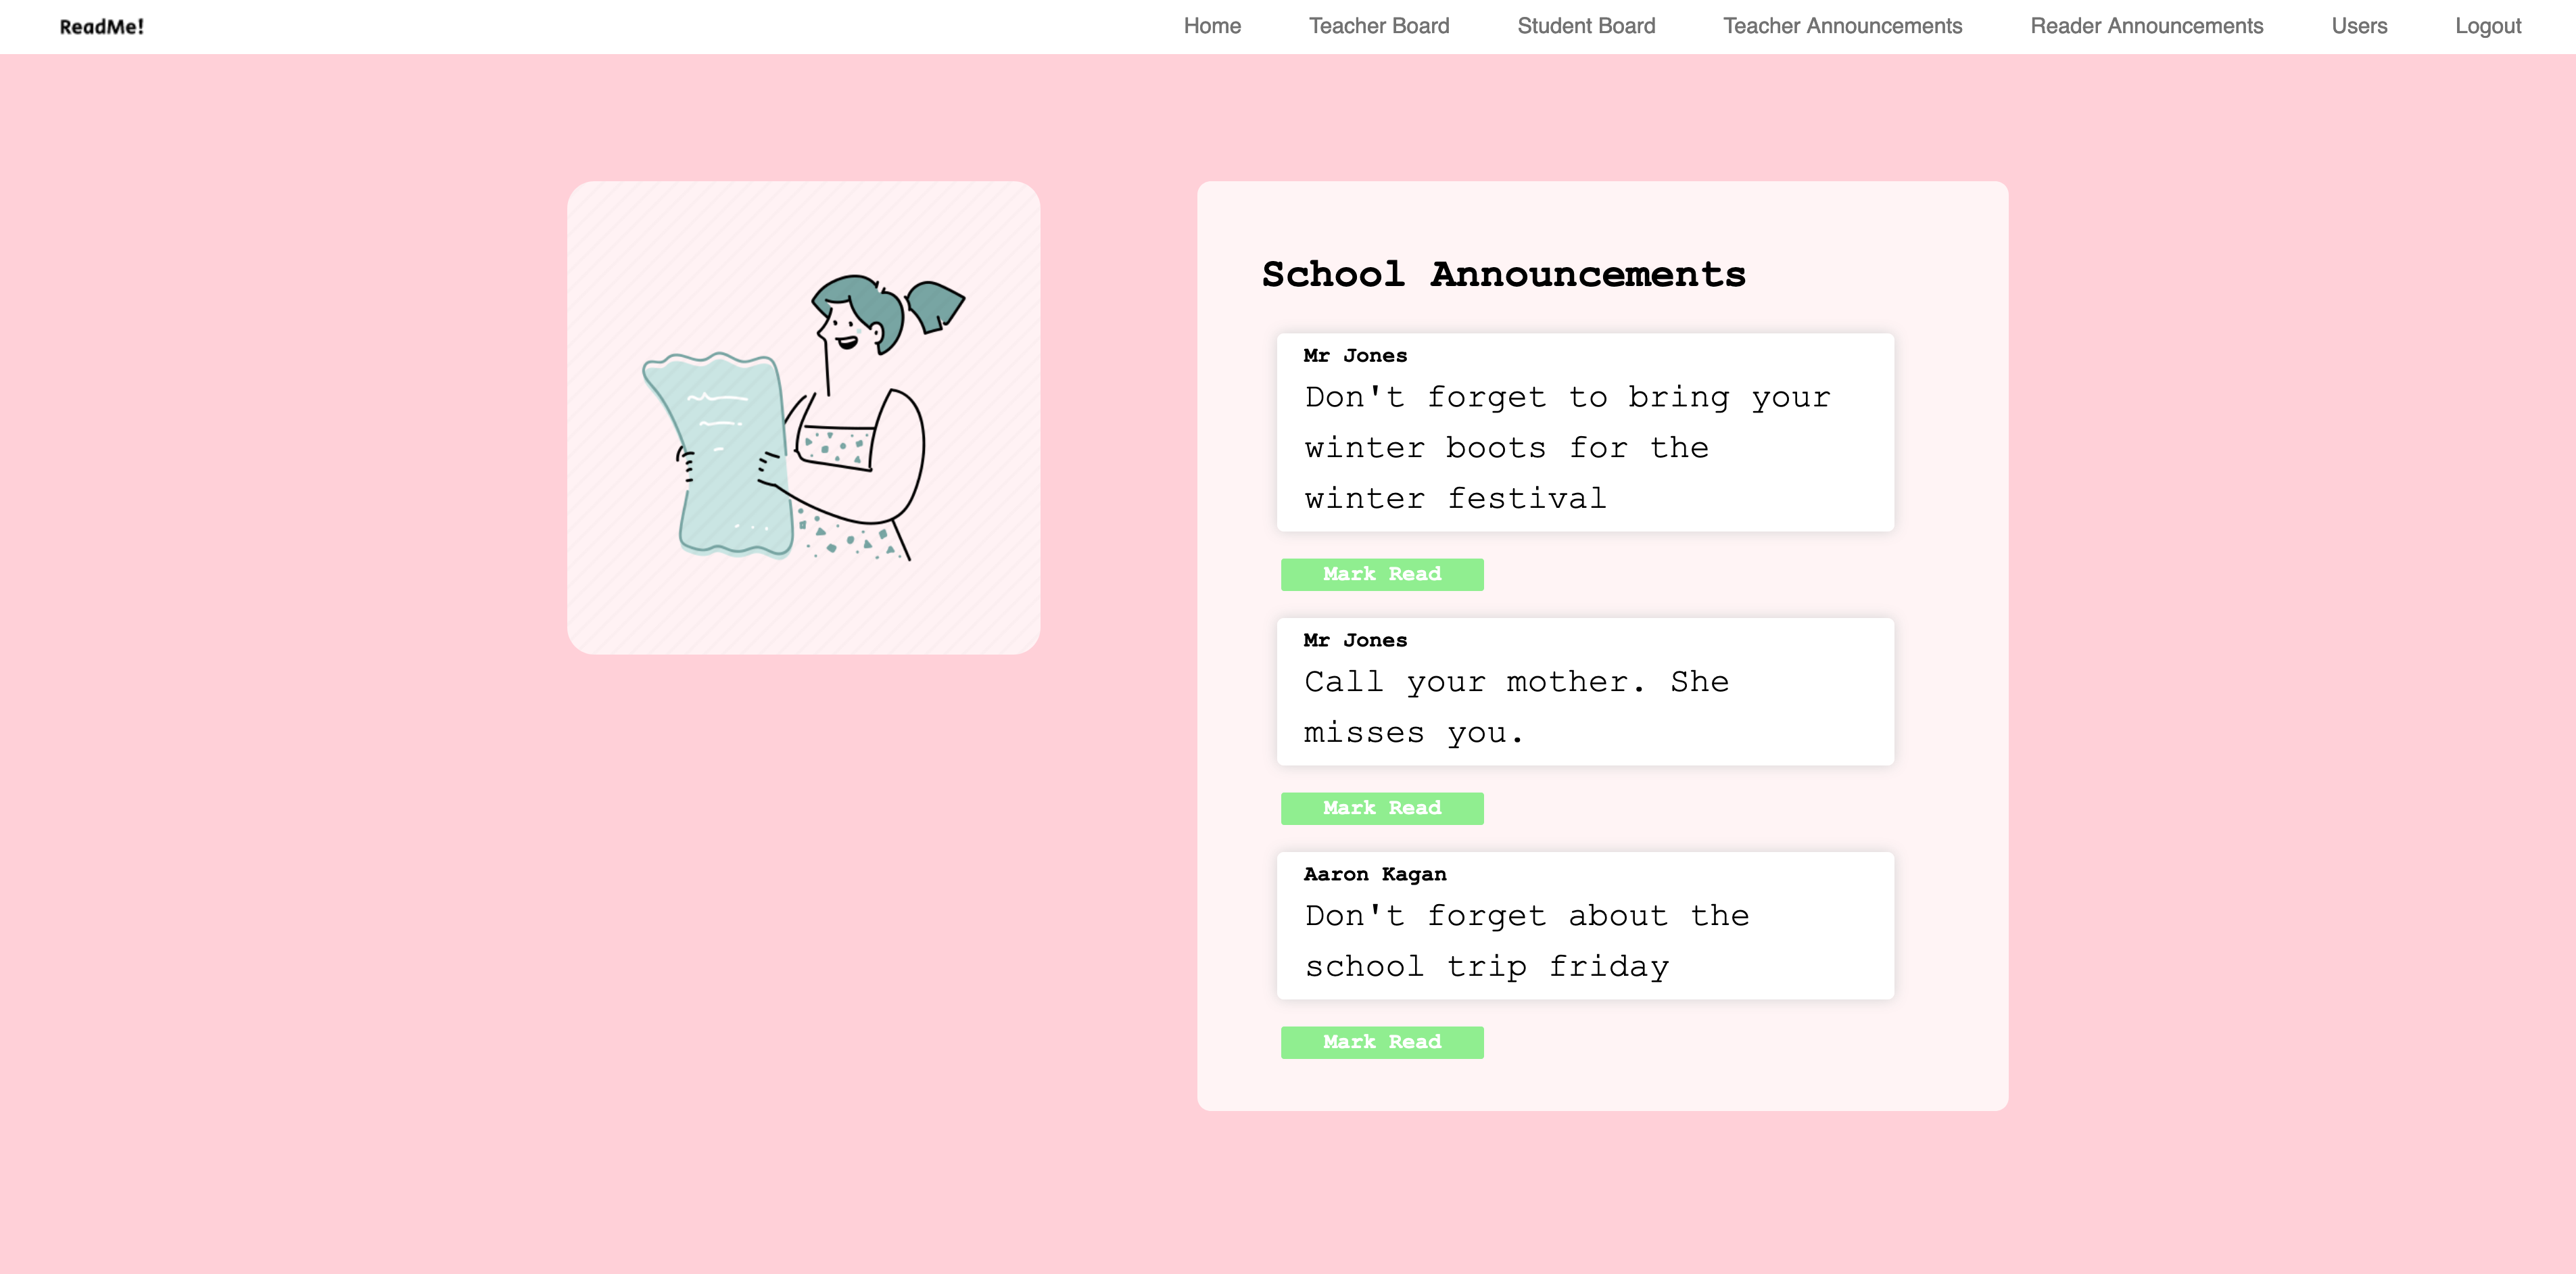 ReadMe!
Home Teacher Board Student Board Teacher Announcements Reader Announcements Users Logout
School Announcements
Mr Jones
Don't forget to bring your
winter boots for the
winter festival
Mark Read
Mr Jones
Call your mother. She
misses you.
Mark Read
Aaron Kagan
Don't forget about the
school trip friday
Mark Read